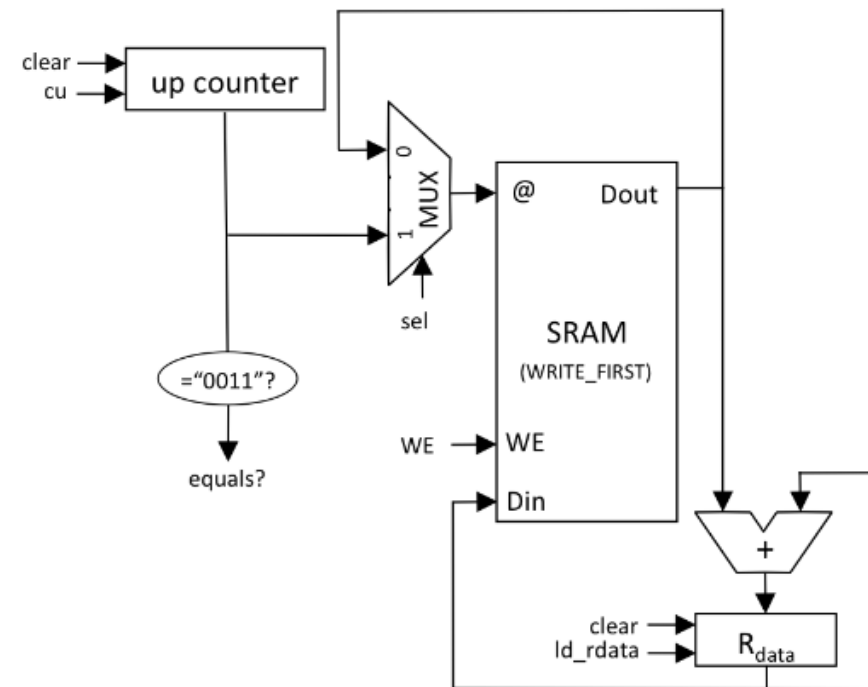 clear
cu
up counter
0
1
MUX
sel
="0011"?
equals?
@
Dout
SRAM
(WRITE_FIRST)
WE
WE
Din
+
clear
ld_rdata
Rdata